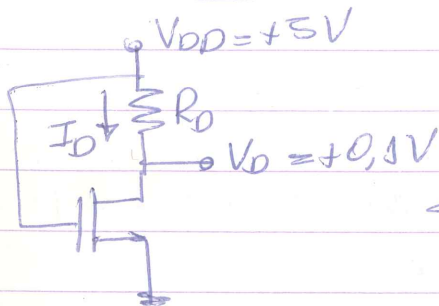 VDD = +5V
RD
ID
VD = +0,1V